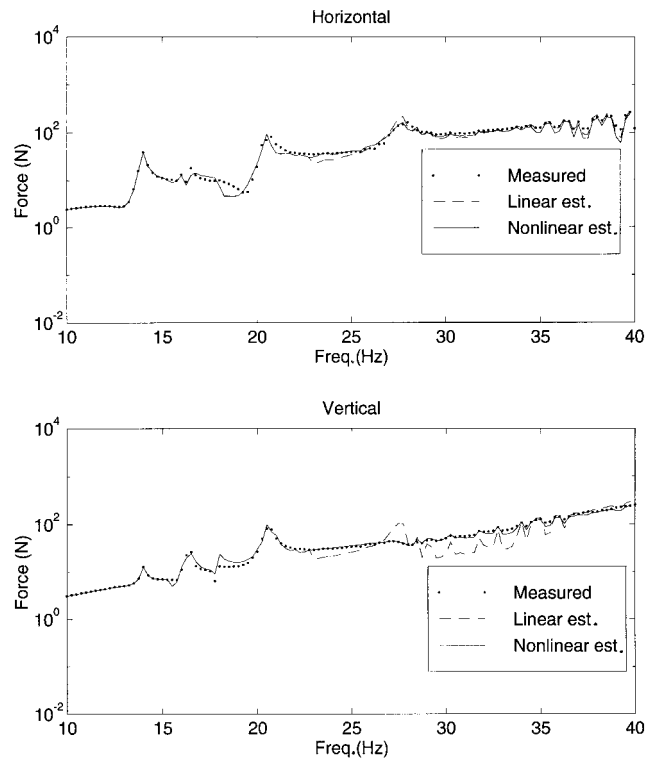 Horizontal
10^4
10^2
10^0
10^-2
Force (N)
Measured
Linear est.
Nonlinear est.
10 15 20 25 30 35 40
Freq.(Hz)
Vertical
10^4
10^2
10^0
10^-2
Force (N)
Measured
Linear est.
Nonlinear est.
10 15 20 25 30 35 40
Freq.(Hz)